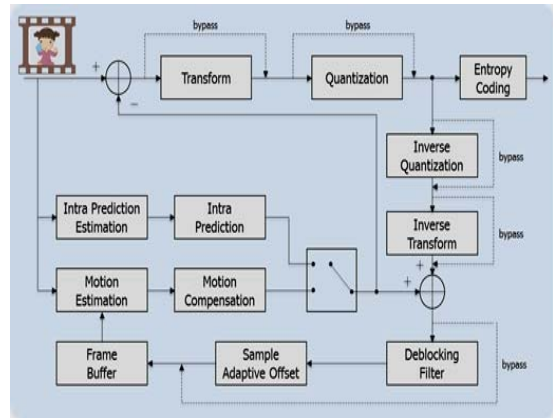 bypass
bypass
+
−
Transform
Quantization
Entropy
Coding
bypass
Inverse
Quantization
bypass
Inverse
Transform
Intra Prediction
Estimation
Intra
Prediction
Motion
Estimation
Motion
Compensation
+
+
Frame
Buffer
Sample
Adaptive Offset
Deblocking
Filter
bypass